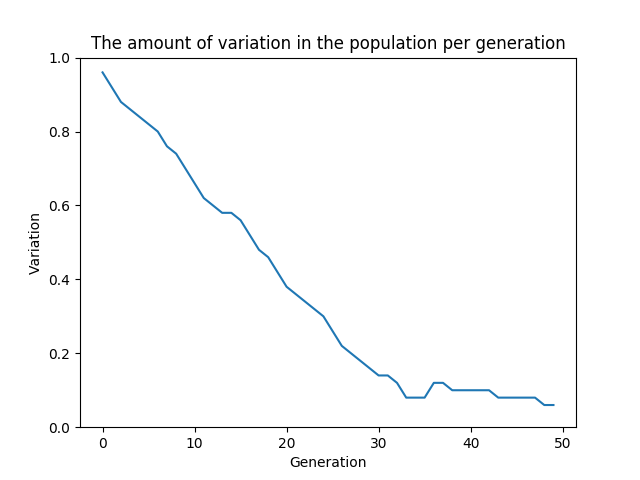 The amount of variation in the population per generation
1.0
0.8
0.6
0.4
0.2
0.0
Variation
0 10 20 30 40 50
Generation